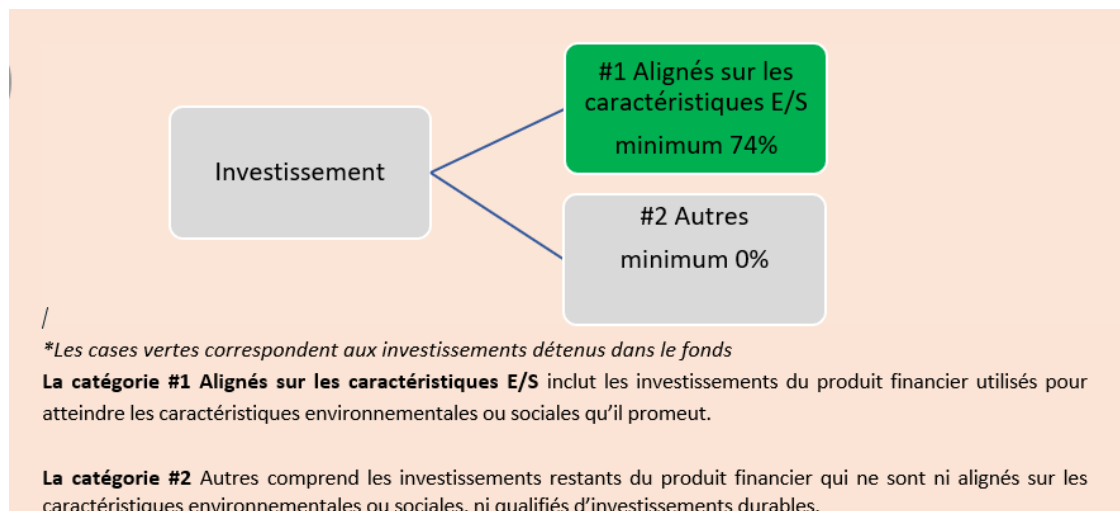 #1 Alignés sur les
caractéristiques E/S
minimum 74%
Investissement
#2 Autres
minimum 0%
/
*Les cases vertes correspondent aux investissements détenus dans le fonds
La catégorie #1 Alignés sur les caractéristiques E/S inclut les investissements du produit financier utilisés pour
atteindre les caractéristiques environnementales ou sociales qu’il promeut.
La catégorie #2 Autres comprend les investissements restants du produit financier qui ne sont ni alignés sur les
caractéristiques environnementales ou sociales, ni qualifiés d’investissements durables.